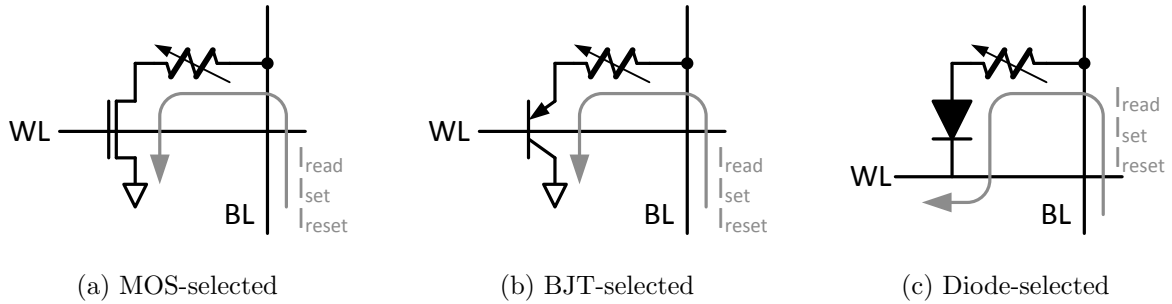 WL
BL
I_read
I_set
I_reset
WL
BL
I_read
I_set
I_reset
WL
BL
I_read
I_set
I_reset
(a) MOS-selected
(b) BJT-selected
(c) Diode-selected